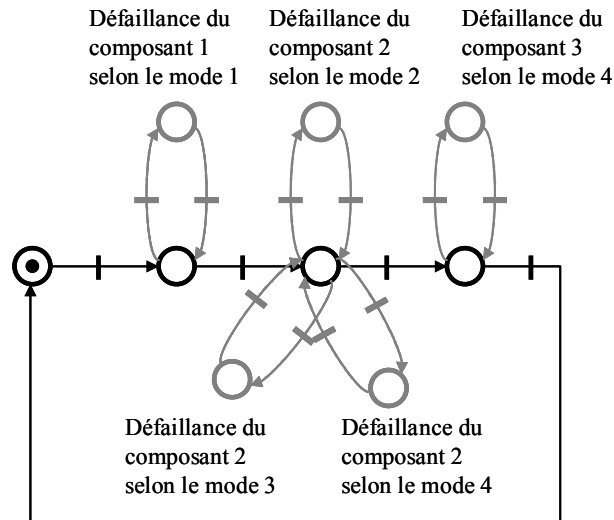 Défaillance du
composant 1
selon le mode 1
Défaillance du
composant 2
selon le mode 2
Défaillance du
composant 3
selon le mode 4
Défaillance du
composant 2
selon le mode 3
Défaillance du
composant 2
selon le mode 4